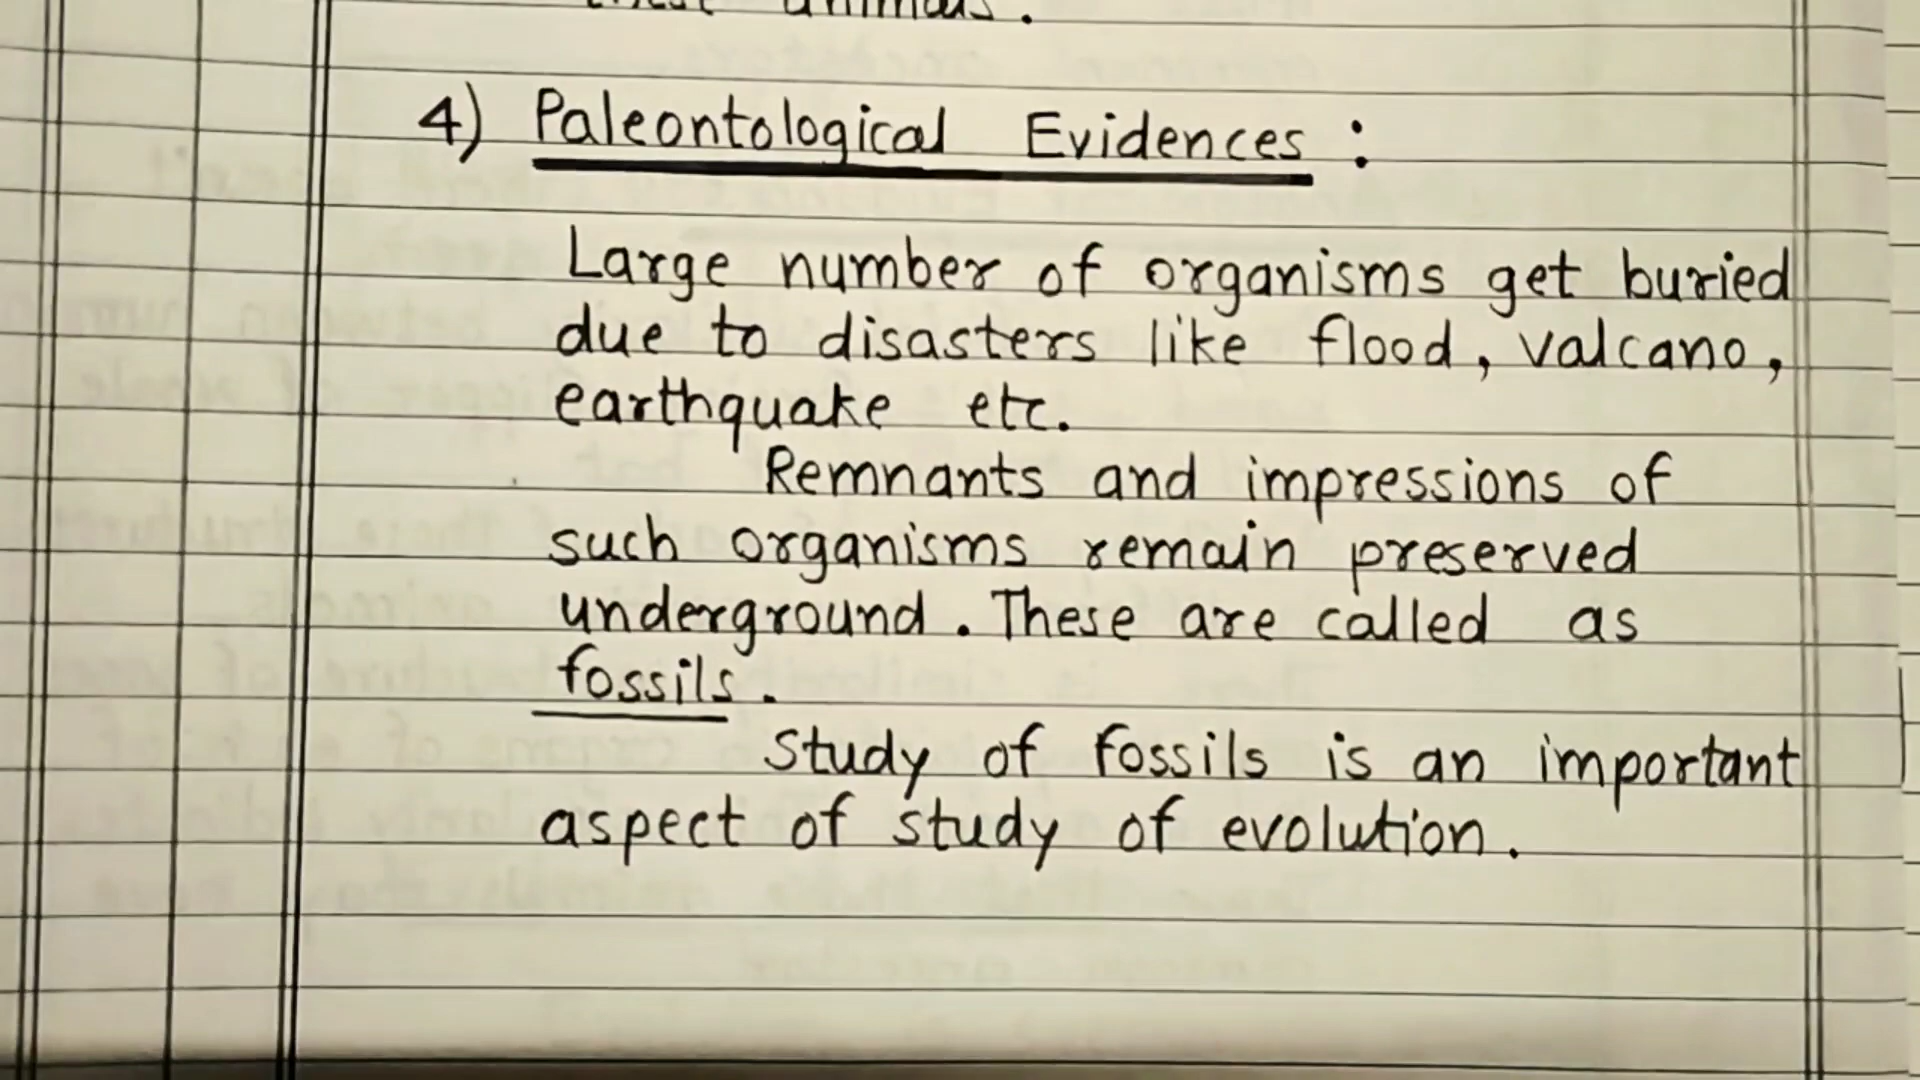 animals.
4) Paleontological Evidences :
Large number of organisms get buried
due to disasters like flood, valcano,
earthquake etc.
Remnants and impressions of
such organisms remain preserved
underground. These are called as
fossils.
Study of fossils is an important
aspect of study of evolution.